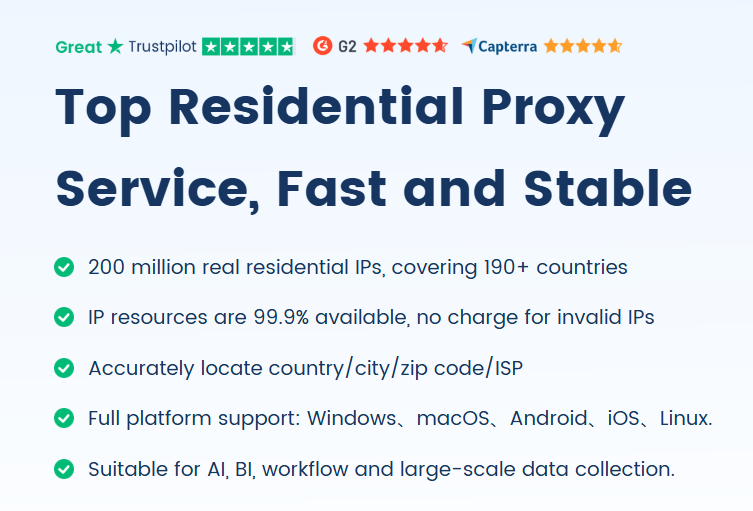 Great Trustpilot G2 Capterra
Top Residential Proxy
Service, Fast and Stable
200 million real residential IPs, covering 190+ countries
IP resources are 99.9% available, no charge for invalid IPs
Accurately locate country/city/zip code/ISP
Full platform support: Windows、macOS、Android、iOS、Linux.
Suitable for AI, BI, workflow and large-scale data collection.